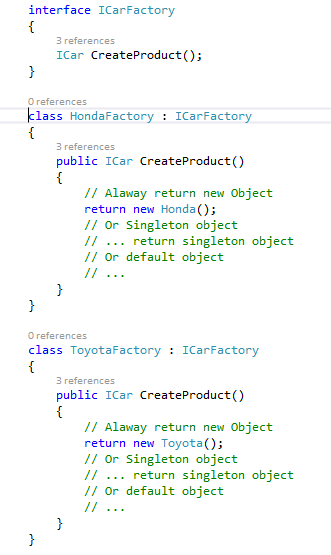 interface ICarFactory
{
3 references
ICar CreateProduct();
}
0 references
class HondaFactory : ICarFactory
{
3 references
public ICar CreateProduct()
{
// Alaway return new Object
return new Honda();
// Or Singleton object
// ... return singleton object
// Or default object
// ...
}
}
0 references
class ToyotaFactory : ICarFactory
{
3 references
public ICar CreateProduct()
{
// Alaway return new Object
return new Toyota();
// Or Singleton object
// ... return singleton object
// Or default object
// ...
}
}